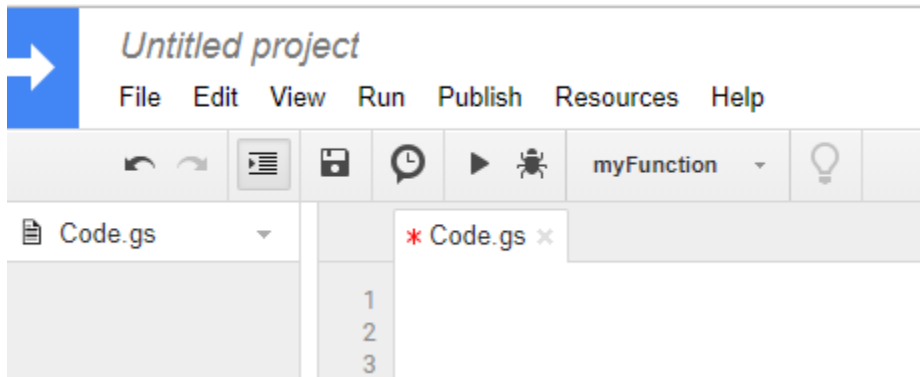 Untitled project
File Edit View Run Publish Resources Help
myFunction
Code.gs
* Code.gs ×
1
2
3